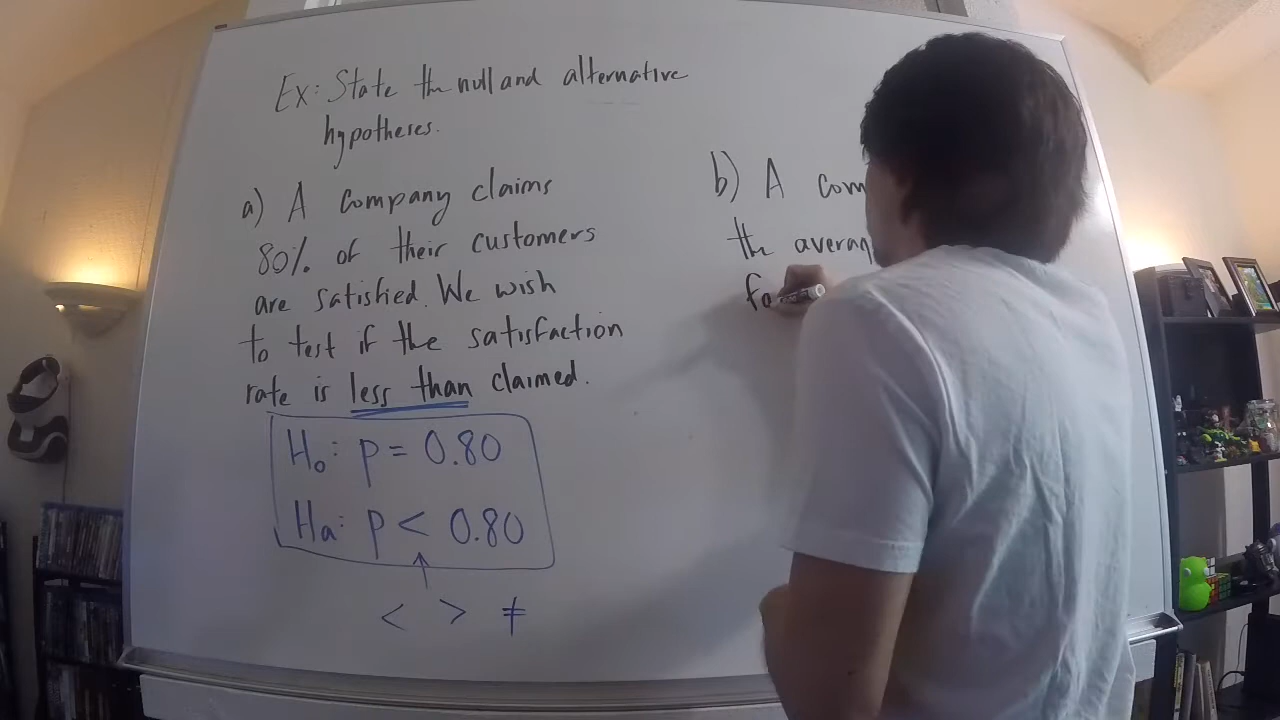 Ex: State the null and alternative
hypotheses.
a) A company claims
80% of their customers
are satisfied. We wish
to test if the satisfaction
rate is less than claimed.
H₀: p = 0.80
Ha: p < 0.80
< > ≠
b) A com
the averag
fo